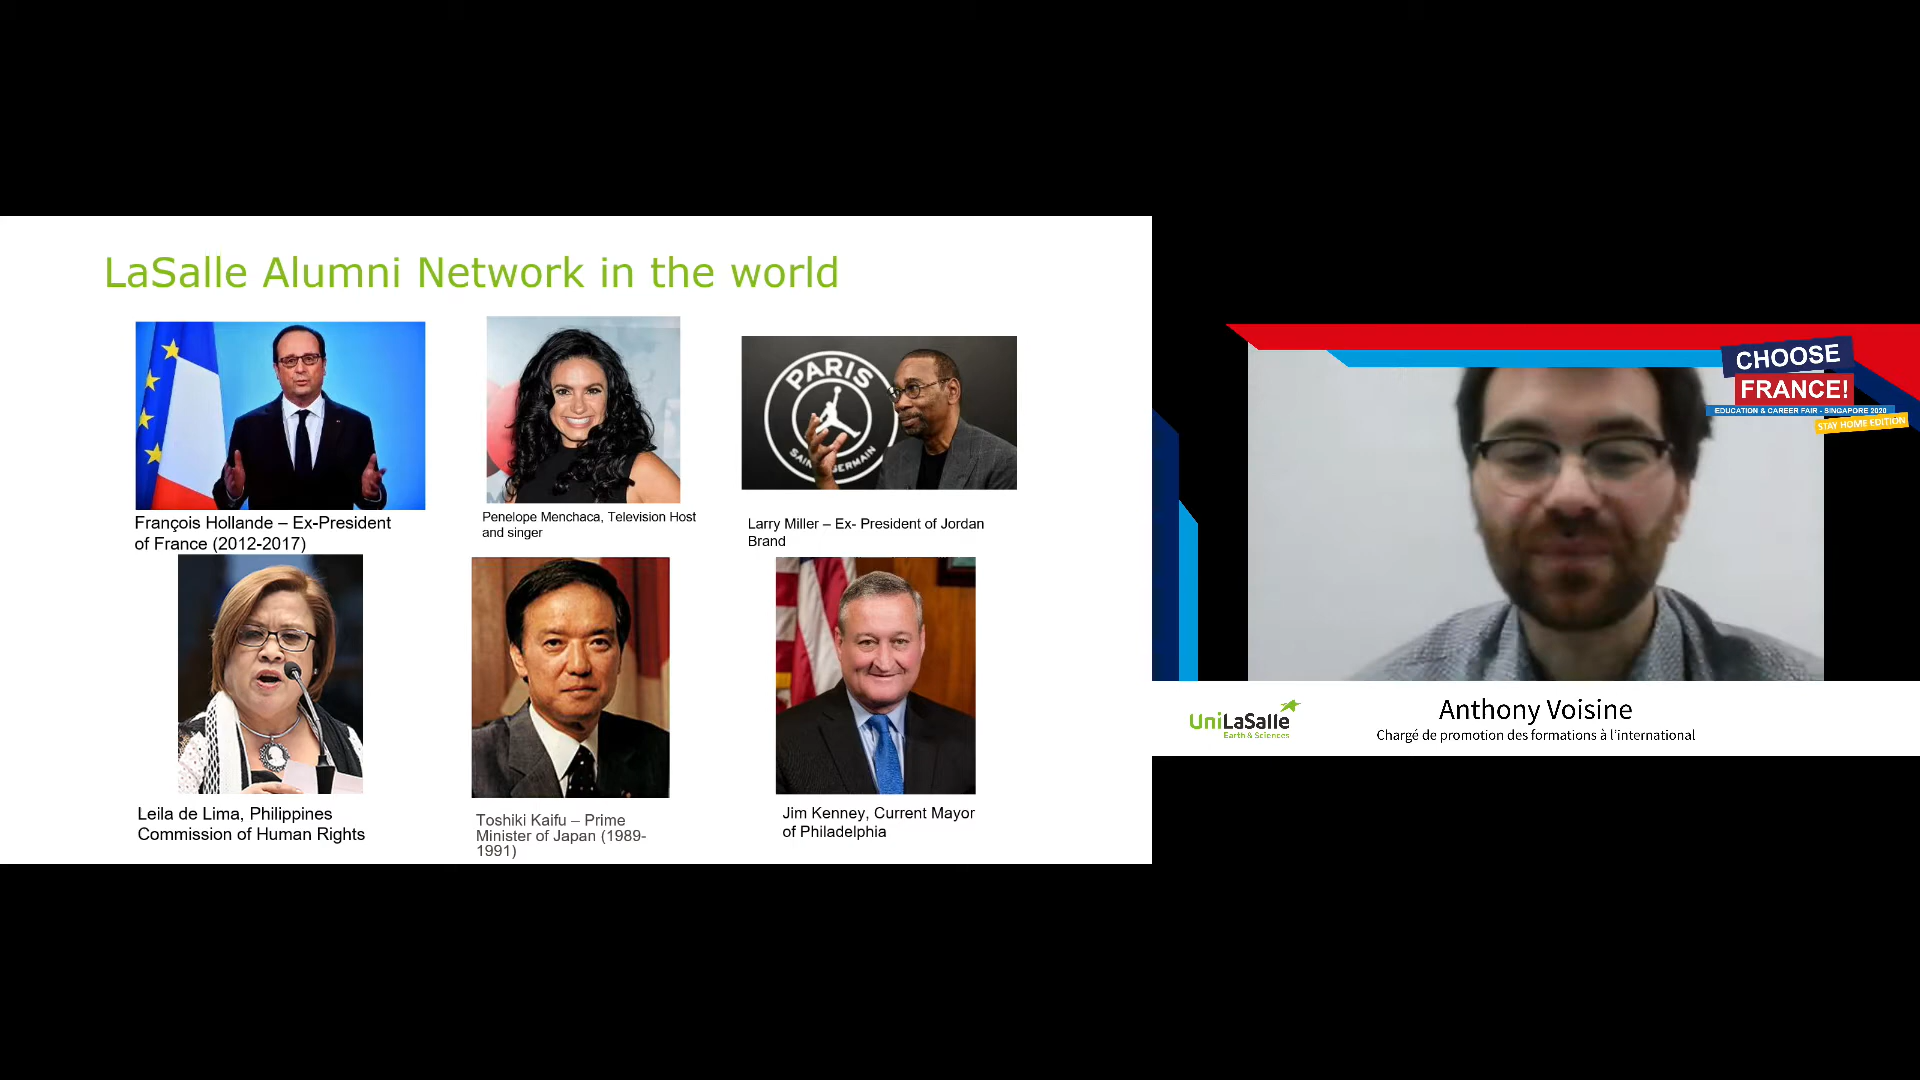 LaSalle Alumni Network in the world
PARIS
SAINT-GERMAIN
François Hollande – Ex-President
of France (2012-2017)
Penelope Menchaca, Television Host
and singer
Larry Miller – Ex- President of Jordan
Brand
Leila de Lima, Philippines
Commission of Human Rights
Toshiki Kaifu – Prime
Minister of Japan (1989-
1991)
Jim Kenney, Current Mayor
of Philadelphia
CHOOSE
FRANCE!
EDUCATION & CAREER FAIR - SINGAPORE 2020
STAY HOME EDITION
UniLaSalle
Earth & Sciences
Anthony Voisine
Chargé de promotion des formations à l'international